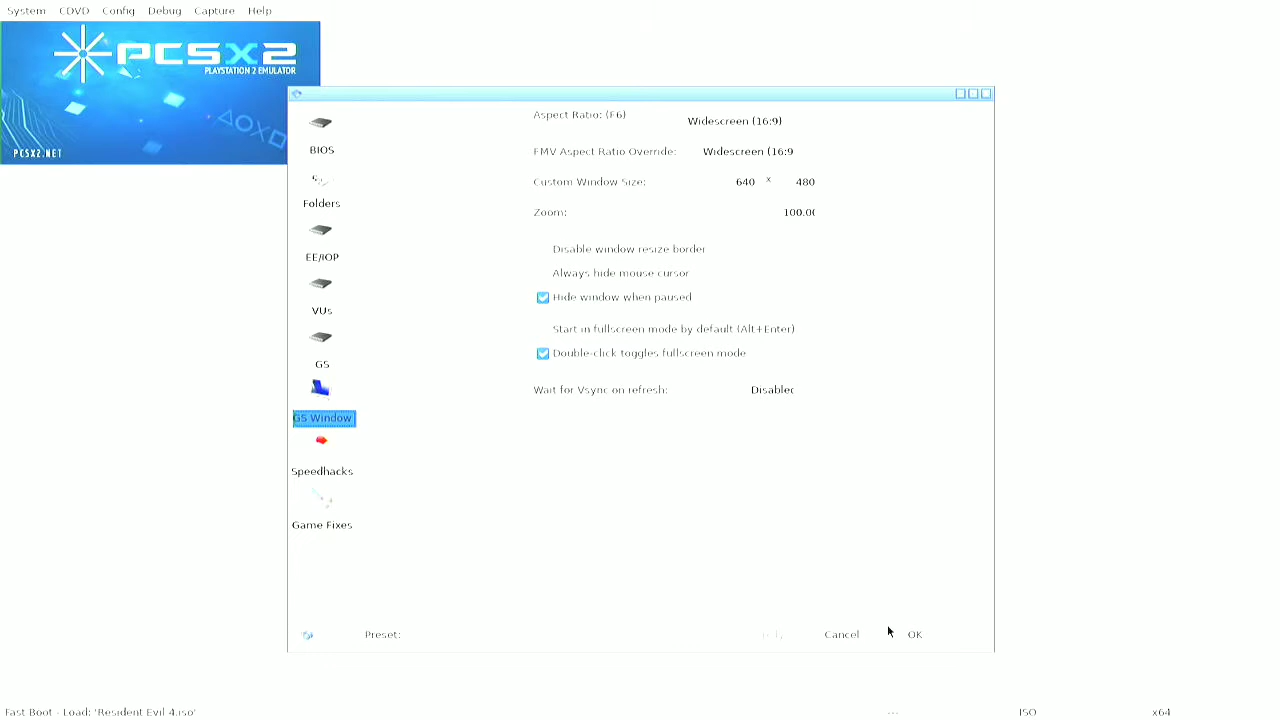 System CDVD Config Debug Capture Help
PCSX2
PLAYSTATION 2 EMULATOR
PCSX2.NET
BIOS
Folders
EE/IOP
VUs
GS
GS Window
Speedhacks
Game Fixes
Aspect Ratio: (F6) Widescreen (16:9)
FMV Aspect Ratio Override: Widescreen (16:9
Custom Window Size: 640 x 480
Zoom: 100.00
Disable window resize border
Always hide mouse cursor
Hide window when paused
Start in fullscreen mode by default (Alt+Enter)
Double-click toggles fullscreen mode
Wait for Vsync on refresh: Disabled
Preset: Cancel OK
Fast Boot - Load: 'Resident Evil 4.iso' --- ISO x64